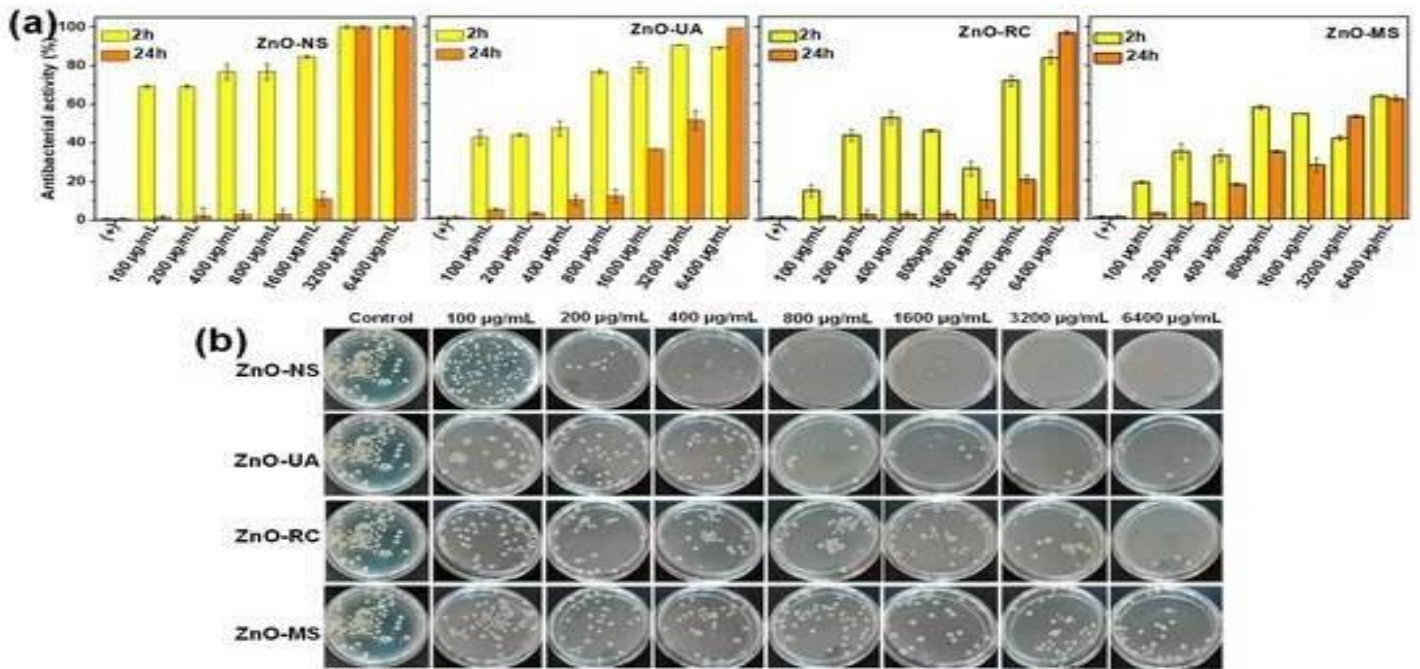 (a)
Antibacterial activity (%)
100
80
60
40
20
0
2h
24h
ZnO-NS
(+)
100 µg/mL
200 µg/mL
400 µg/mL
800 µg/mL
1600 µg/mL
3200 µg/mL
6400 µg/mL
2h
24h
ZnO-UA
(+)
100 µg/mL
200 µg/mL
400 µg/mL
800 µg/mL
1600 µg/mL
3200 µg/mL
6400 µg/mL
2h
24h
ZnO-RC
(+)
100 µg/mL
200 µg/mL
400 µg/mL
800µg/mL
1600 µg/mL
3200 µg/mL
6400 µg/mL
2h
24h
ZnO-MS
(+)
100 µg/mL
200 µg/mL
400 µg/mL
800µg/mL
1600 µg/mL
3200 µg/mL
6400 µg/mL
(b)
Control 100 µg/mL 200 µg/mL 400 µg/mL 800 µg/mL 1600 µg/mL 3200 µg/mL 6400 µg/mL
ZnO-NS
ZnO-UA
ZnO-RC
ZnO-MS